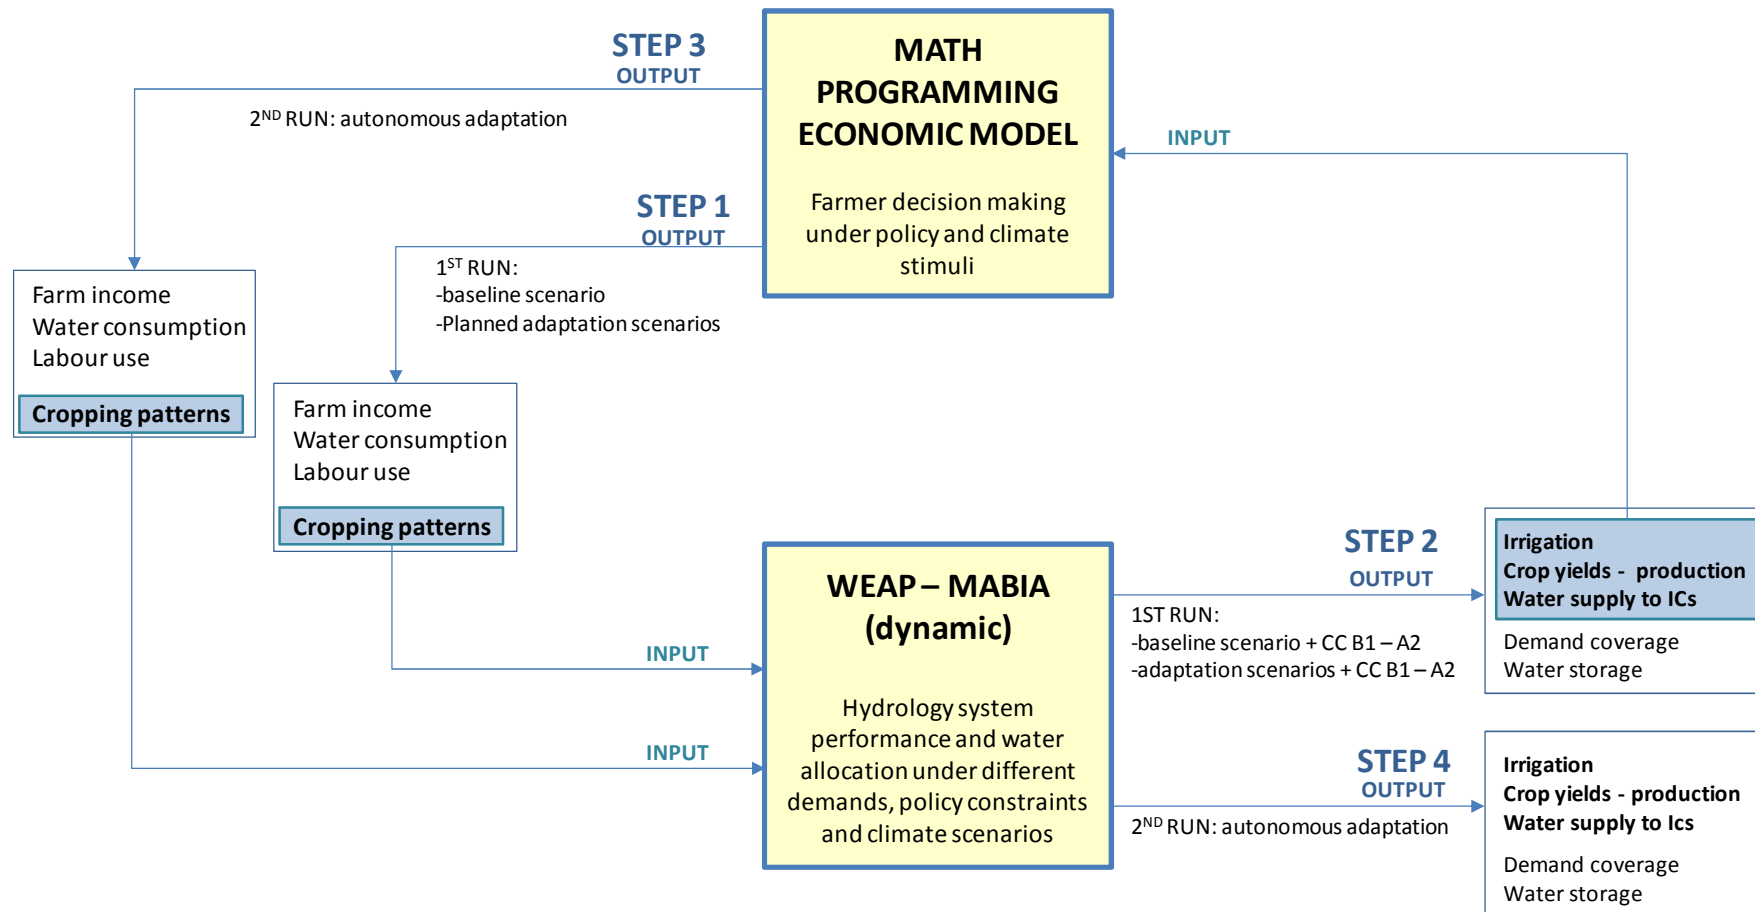 STEP 3
OUTPUT
2ND RUN: autonomous adaptation
MATH
PROGRAMMING
ECONOMIC MODEL
Farmer decision making
under policy and climate
stimuli
INPUT
STEP 1
OUTPUT
1ST RUN:
-baseline scenario
-Planned adaptation scenarios
Farm income
Water consumption
Labour use
Cropping patterns
Farm income
Water consumption
Labour use
Cropping patterns
INPUT
INPUT
WEAP – MABIA
(dynamic)
Hydrology system
performance and water
allocation under different
demands, policy constraints
and climate scenarios
STEP 2
OUTPUT
1ST RUN:
-baseline scenario + CC B1 – A2
-adaptation scenarios + CC B1 – A2
Irrigation
Crop yields - production
Water supply to ICs
Demand coverage
Water storage
STEP 4
OUTPUT
2ND RUN: autonomous adaptation
Irrigation
Crop yields - production
Water supply to Ics
Demand coverage
Water storage